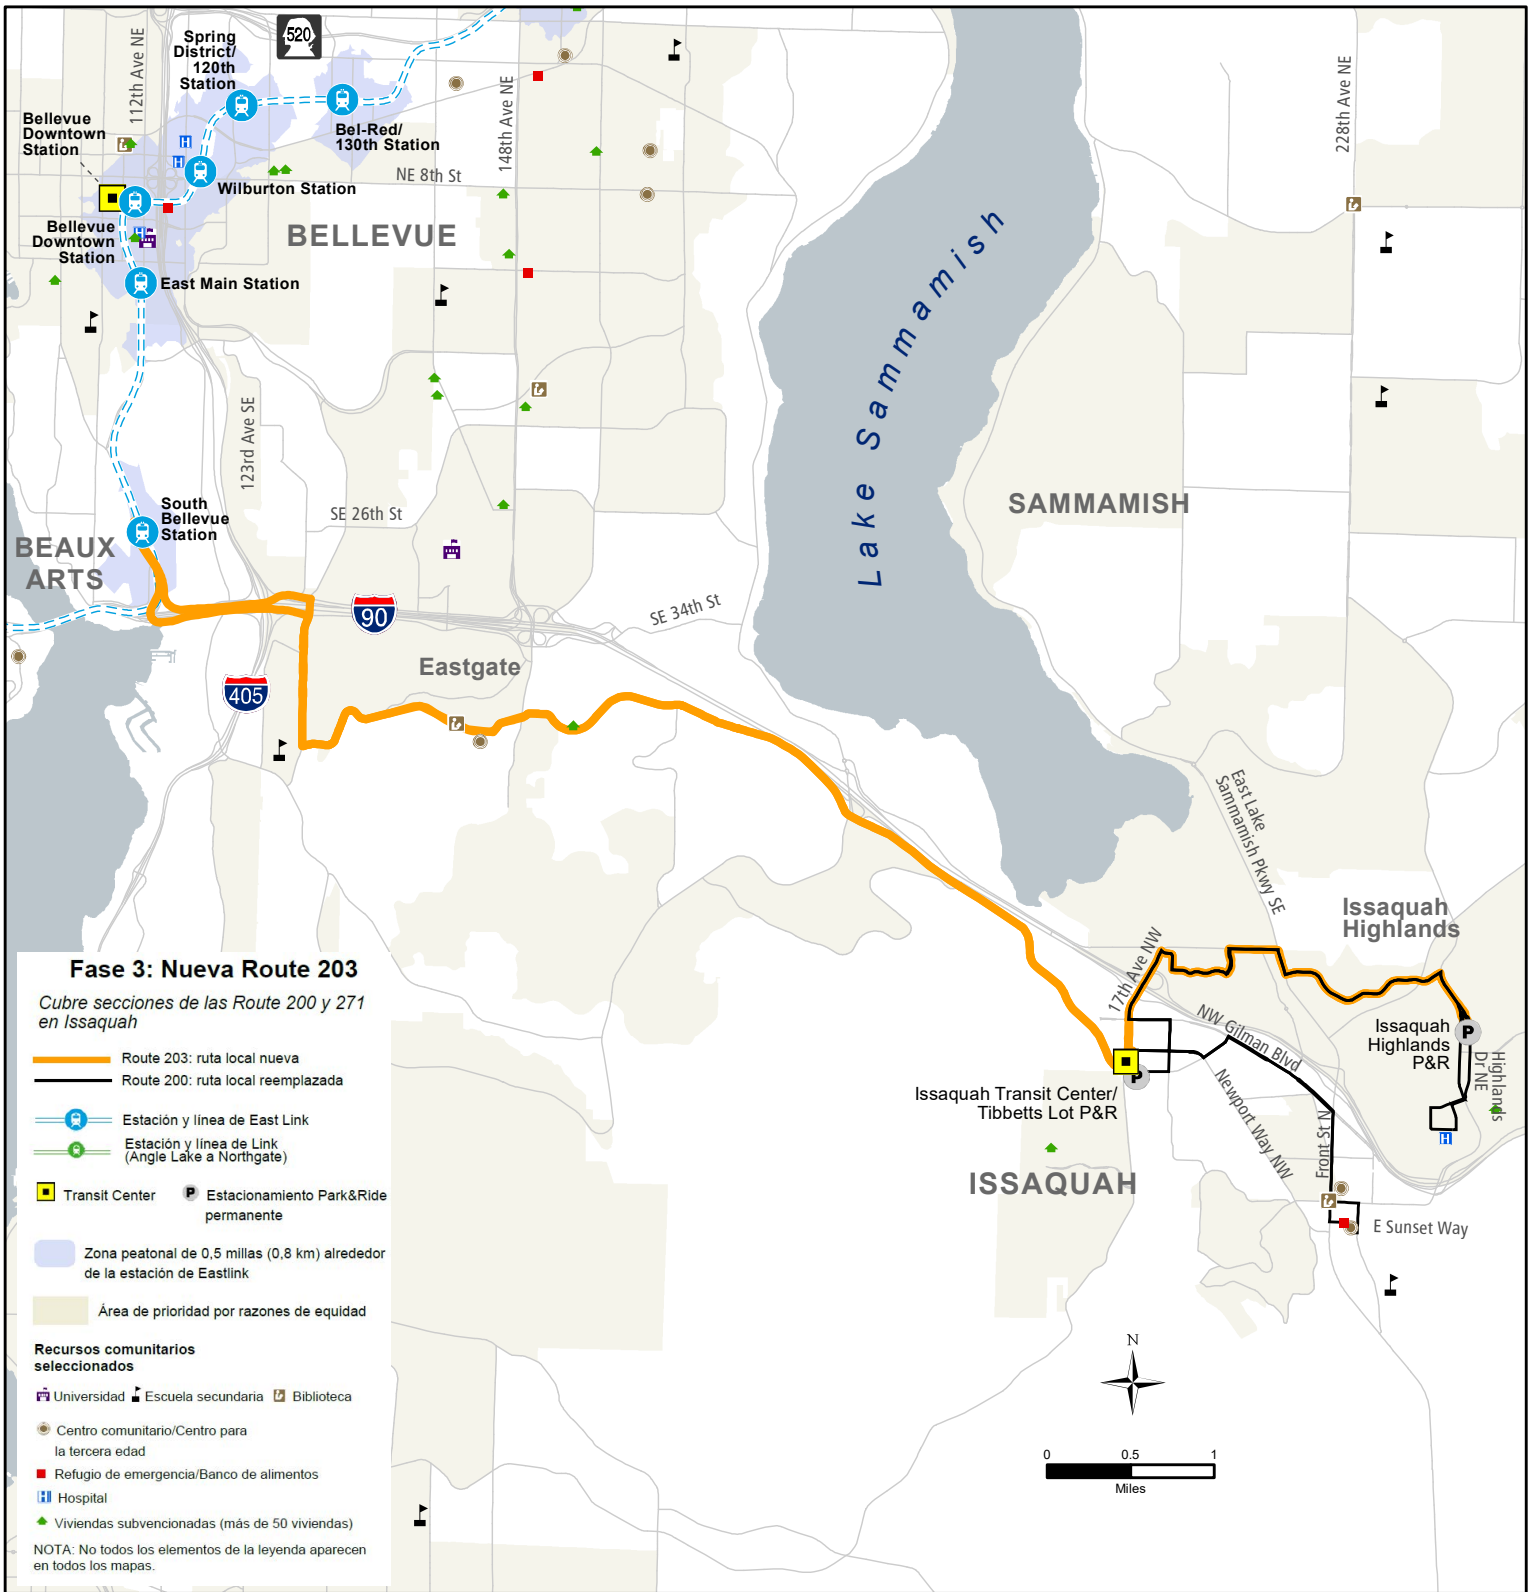 520
112th Ave NE
Spring
District/
120th
Station
Bellevue
Downtown
Station
Bel-Red/
130th Station
148th Ave NE
228th Ave NE
NE 8th St
Wilburton Station
BELLEVUE
Bellevue
Downtown
Station
East Main Station
Lake Sammamish
123rd Ave SE
SE 26th St
SAMMAMISH
South
Bellevue
Station
BEAUX
ARTS
90
SE 34th St
Eastgate
405
East Lake
Sammamish Pkwy SE
Issaquah
Highlands
17th Ave NW
NW Gilman Blvd
Issaquah
Highlands
P&R
P
Highlands
Dr NE
Issaquah Transit Center/
Tibbetts Lot P&R
P
Newport Way NW
Front St N
ISSAQUAH
E Sunset Way
N
0 0.5 1
Miles
Fase 3: Nueva Route 203
Cubre secciones de las Route 200 y 271
en Issaquah
Route 203: ruta local nueva
Route 200: ruta local reemplazada
Estación y línea de East Link
Estación y línea de Link
(Angle Lake a Northgate)
Transit Center
P Estacionamiento Park&Ride
permanente
Zona peatonal de 0,5 millas (0,8 km) alrededor
de la estación de Eastlink
Área de prioridad por razones de equidad
Recursos comunitarios
seleccionados
Universidad Escuela secundaria Biblioteca
Centro comunitario/Centro para
la tercera edad
Refugio de emergencia/Banco de alimentos
H Hospital
Viviendas subvencionadas (más de 50 viviendas)
NOTA: No todos los elementos de la leyenda aparecen
en todos los mapas.